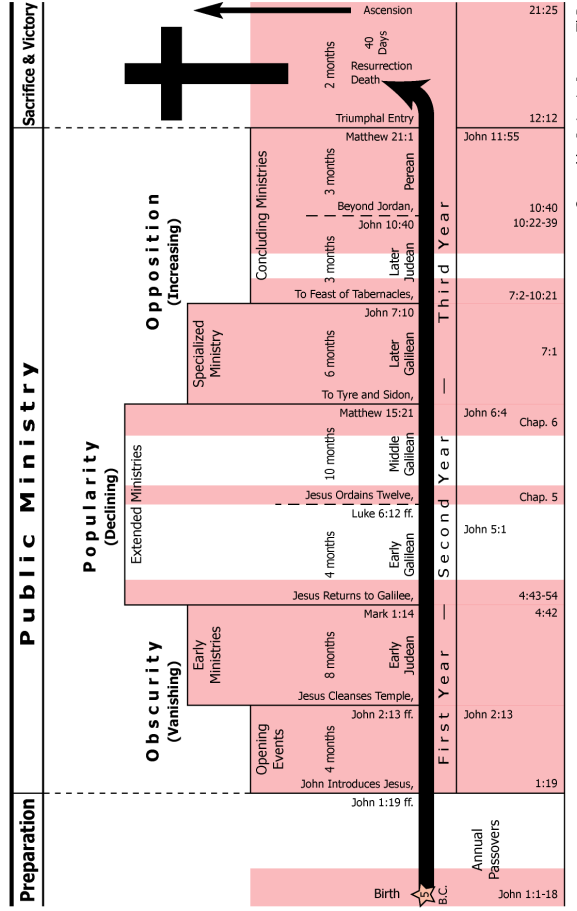 Preparation
Public Ministry
Sacrifice & Victory
Obscurity
(Vanishing)
Popularity
(Declining)
Opposition
(Increasing)
Opening
Events
Early
Ministries
Extended Ministries
Specialized
Ministry
Concluding Ministries
4 months
8 months
4 months
10 months
6 months
3 months
3 months
2 months
40
Days
Ascension
Resurrection
Death
Early
Judean
Early
Galilean
Middle
Galilean
Later
Galilean
Later
Judean
Perean
Birth
John 1:19 ff.
John Introduces Jesus,
John 2:13 ff.
Jesus Cleanses Temple,
Mark 1:14
Jesus Returns to Galilee,
Luke 6:12 ff.
Jesus Ordains Twelve,
Matthew 15:21
To Tyre and Sidon,
John 7:10
To Feast of Tabernacles,
John 10:40
Beyond Jordan,
Matthew 21:1
Triumphal Entry
5
B.C.
First Year — Second Year — Third Year
Annual
Passovers
John 2:13
John 5:1
John 6:4
John 11:55
John 1:1-18
1:19
4:42
4:43-54
Chap. 5
Chap. 6
7:1
7:2-10:21
10:22-39
10:40
12:12
21:25